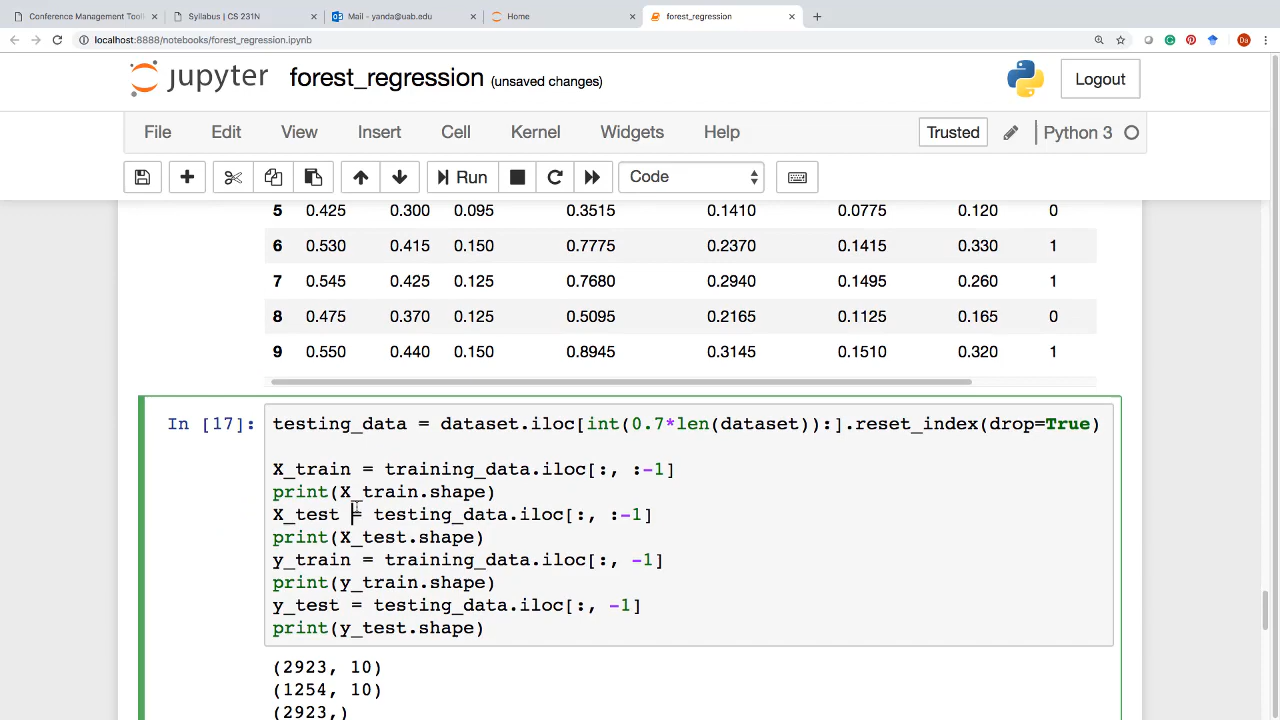 Conference Management Tool
Syllabus | CS 231N
Mail - yanda@uab.edu
Home
forest_regression
localhost:8888/notebooks/forest_regression.ipynb
Da
jupyter forest_regression (unsaved changes)
Logout
File Edit View Insert Cell Kernel Widgets Help
Trusted Python 3
Run Code
5 0.425 0.300 0.095 0.3515 0.1410 0.0775 0.120 0
6 0.530 0.415 0.150 0.7775 0.2370 0.1415 0.330 1
7 0.545 0.425 0.125 0.7680 0.2940 0.1495 0.260 1
8 0.475 0.370 0.125 0.5095 0.2165 0.1125 0.165 0
9 0.550 0.440 0.150 0.8945 0.3145 0.1510 0.320 1
In [17]: testing_data = dataset.iloc[int(0.7*len(dataset)):].reset_index(drop=True)
X_train = training_data.iloc[:, :-1]
print(X_train.shape)
X_test = testing_data.iloc[:, :-1]
print(X_test.shape)
y_train = training_data.iloc[:, -1]
print(y_train.shape)
y_test = testing_data.iloc[:, -1]
print(y_test.shape)
(2923, 10)
(1254, 10)
(2923,)